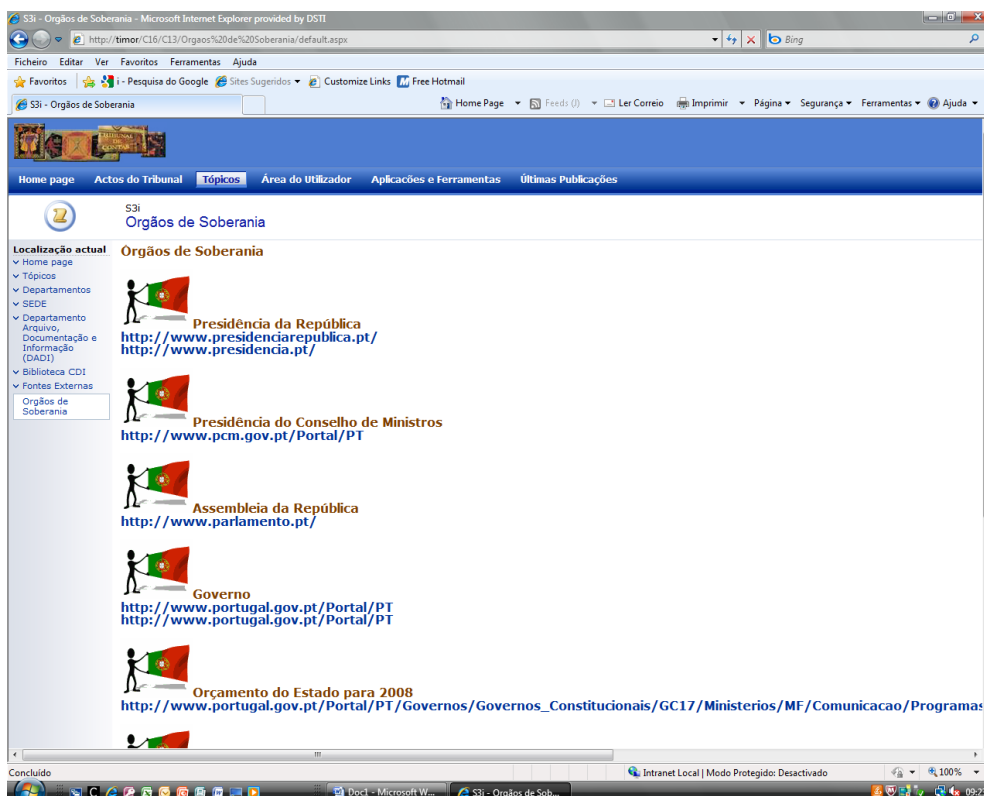 S3i - Orgãos de Soberania - Microsoft Internet Explorer provided by DSTI
http://timor/C16/C13/Orgaos%20de%20Soberania/default.aspx
Bing
Ficheiro Editar Ver Favoritos Ferramentas Ajuda
Favoritos i - Pesquisa do Google Sites Sugeridos Customize Links Free Hotmail
S3i - Orgãos de Soberania
Home Page Feeds (J) Ler Correio Imprimir Página Segurança Ferramentas Ajuda
TRIBUNAL
DE
CONTAS
Home page Actos do Tribunal Tópicos Área do Utilizador Aplicações e Ferramentas Últimas Publicações
S3i
Orgãos de Soberania
Localização actual
Home page
Tópicos
Departamentos
SEDE
Departamento
Arquivo,
Documentação e
Informação
(DADI)
Biblioteca CDI
Fontes Externas
Orgãos de
Soberania
Órgãos de Soberania
Presidência da República
http://www.presidenciarepublica.pt/
http://www.presidencia.pt/
Presidência do Conselho de Ministros
http://www.pcm.gov.pt/Portal/PT
Assembleia da República
http://www.parlamento.pt/
Governo
http://www.portugal.gov.pt/Portal/PT
http://www.portugal.gov.pt/Portal/PT
Orçamento do Estado para 2008
http://www.portugal.gov.pt/Portal/PT/Governos/Governos_Constitucionais/GC17/Ministerios/MF/Comunicacao/Programas
Concluído
Intranet Local | Modo Protegido: Desactivado
100%
Doc1 - Microsoft W...
S3i - Orgãos de Sob...